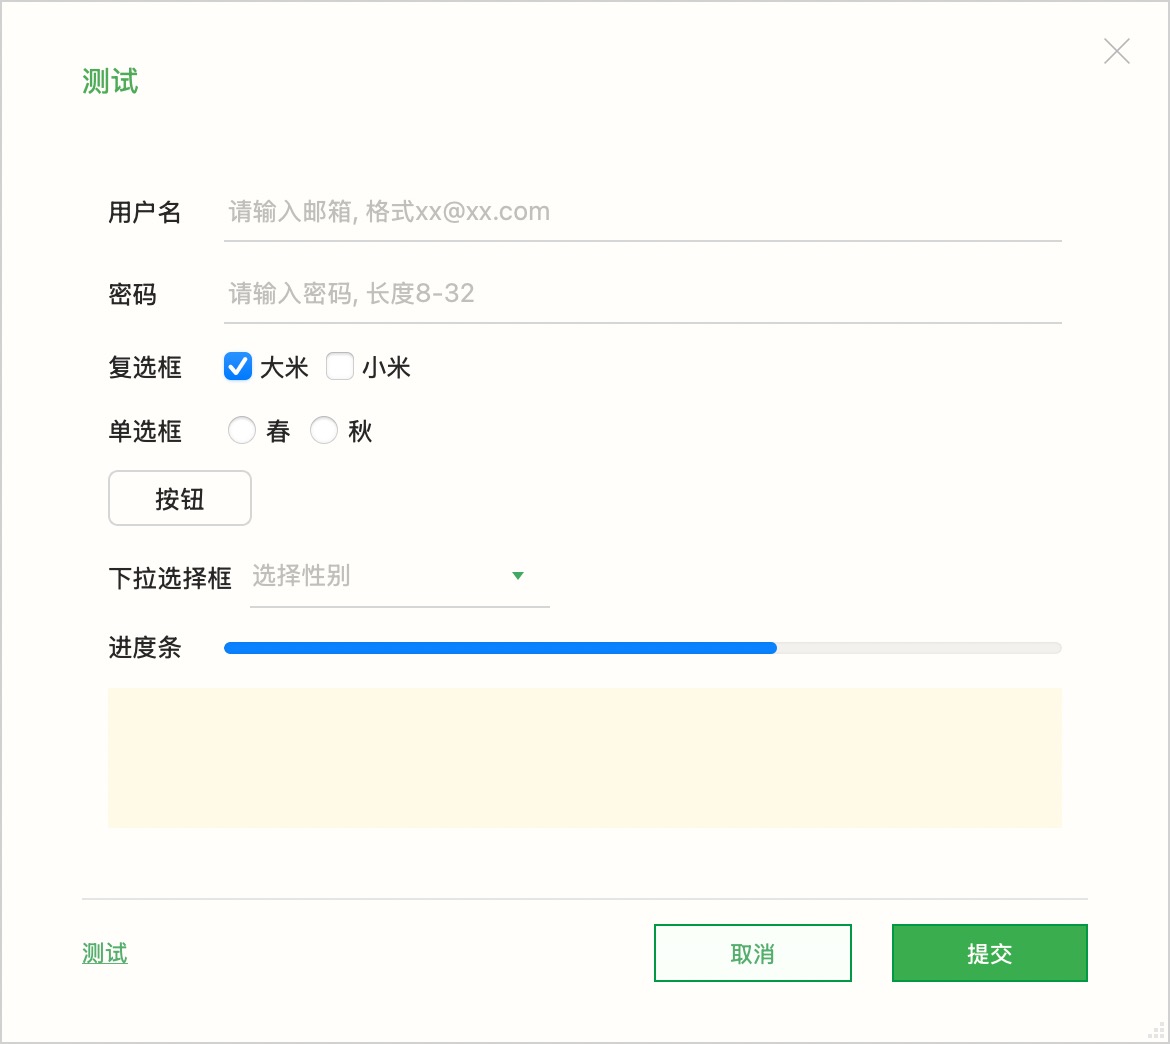 测试
用户名 请输入邮箱, 格式xx@xx.com
密码 请输入密码, 长度8-32
复选框 大米 小米
单选框 春 秋
按钮
下拉选择框 选择性别
进度条
测试 取消 提交